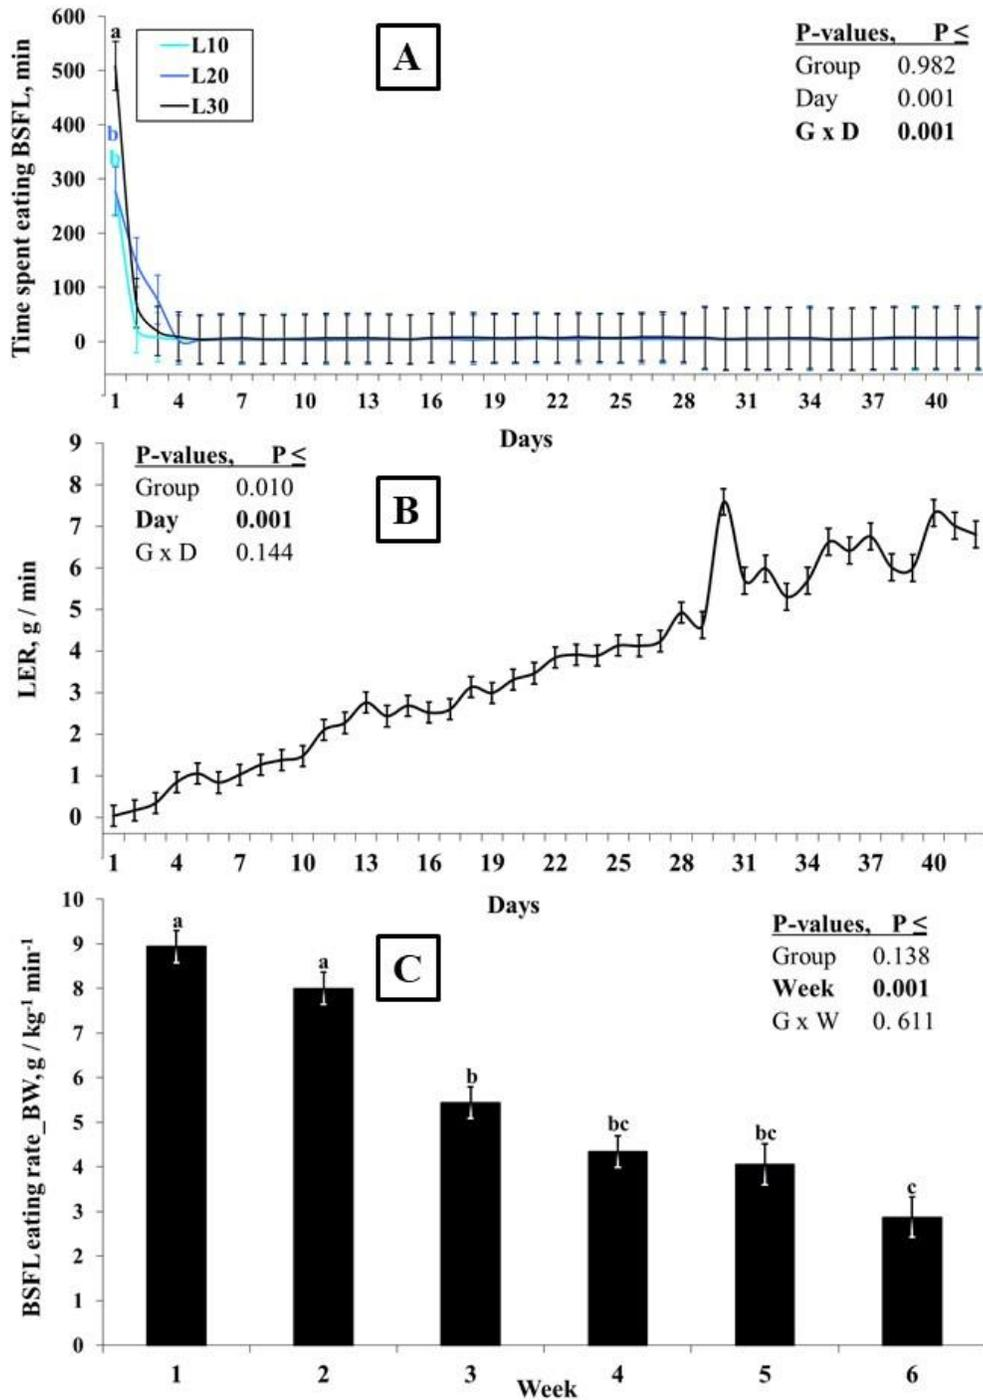 600
500
400
300
200
100
0
Time spent eating BSFL, min
a
b
b
L10
L20
L30
A
P-values, P ≤
Group 0.982
Day 0.001
G x D 0.001
1 4 7 10 13 16 19 22 25 28 31 34 37 40
Days
9
8
7
6
5
4
3
2
1
0
LER, g / min
P-values, P ≤
Group 0.010
Day 0.001
G x D 0.144
B
1 4 7 10 13 16 19 22 25 28 31 34 37 40
Days
10
9
8
7
6
5
4
3
2
1
0
BSFL eating rate_BW, g / kg⁻¹ min⁻¹
a
a
b
bc
bc
c
C
P-values, P ≤
Group 0.138
Week 0.001
G x W 0. 611
1 2 3 4 5 6
Week